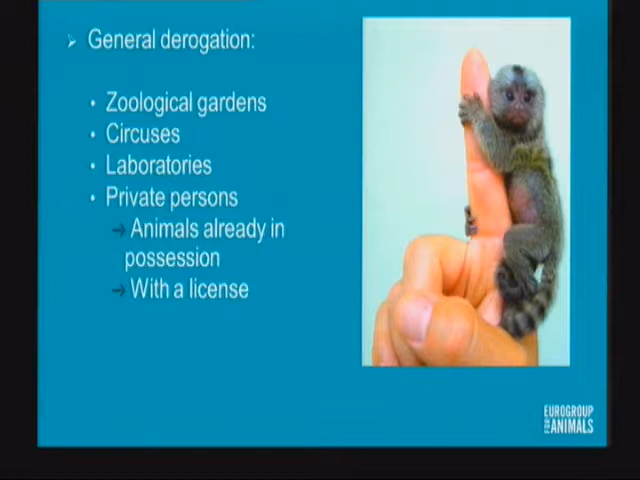 General derogation:
Zoological gardens
Circuses
Laboratories
Private persons
→ Animals already in
possession
→ With a license
EUROGROUP
FOR ANIMALS